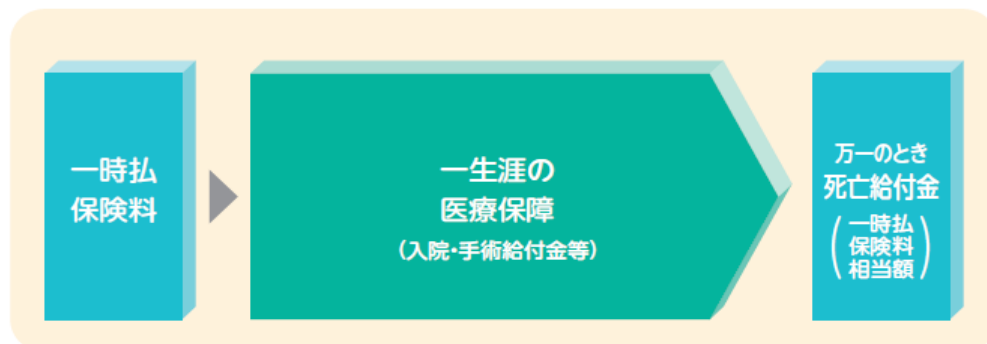 一時払
保険料
一生涯の
医療保障
(入院・手術給付金等)
万一のとき
死亡給付金
(一時払
保険料
相当額)